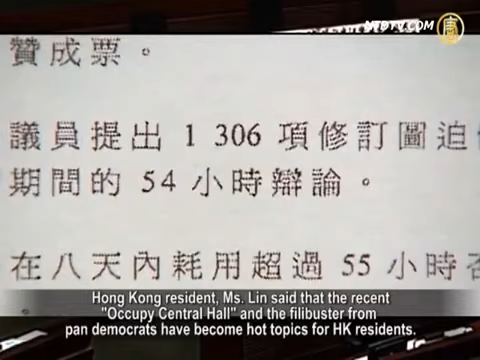 NTDTV.COM
贊成票。
議員提出 1 306 項修訂圖迫
期間的 54 小時辯論。
在八天內耗用超過 55 小時否
Hong Kong resident, Ms. Lin said that the recent
"Occupy Central Hall" and the filibuster from
pan democrats have become hot topics for HK residents.